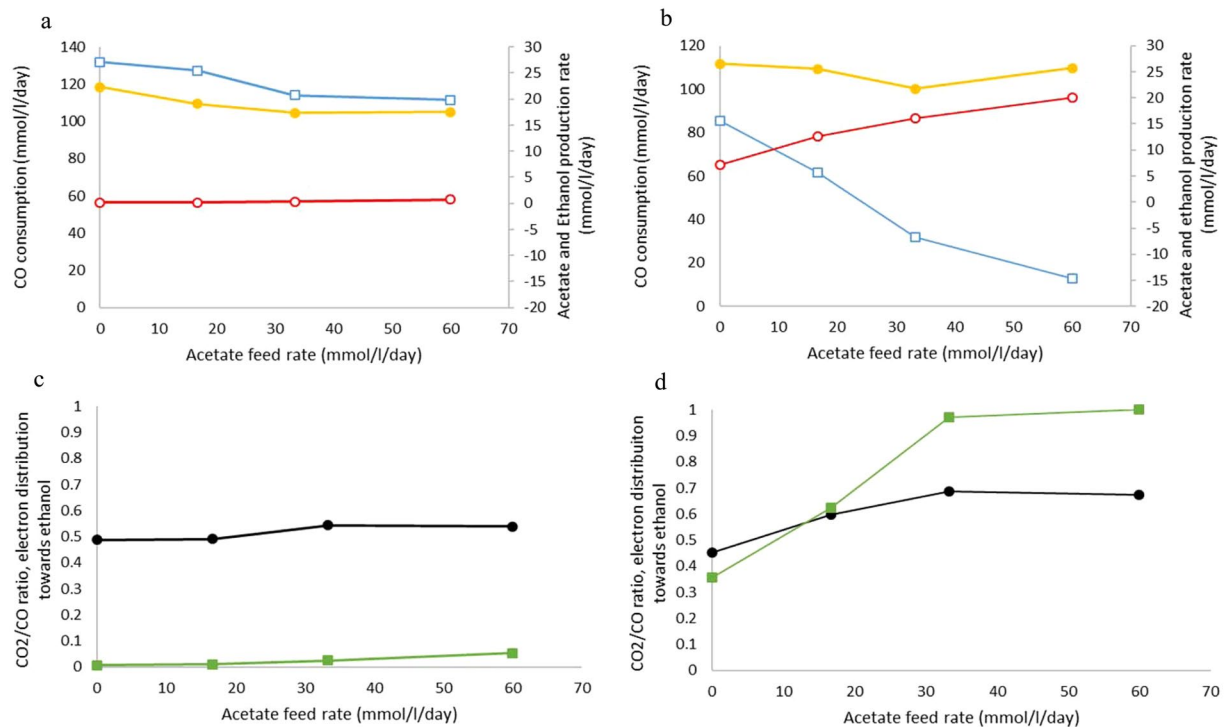 a
140
120
100
80
60
40
20
0
CO consumption (mmol/l/day)
30
25
20
15
10
5
0
-5
-10
-15
-20
Acetate and Ethanol production rate
(mmol/l/day)
0 10 20 30 40 50 60 70
Acetate feed rate (mmol/l/day)
b
120
100
80
60
40
20
0
CO consumption (mmol/l/day)
30
25
20
15
10
5
0
-5
-10
-15
-20
Acetate and ethanol produciton rate
(mmol/l/day)
0 10 20 30 40 50 60 70
Acetate feed rate (mmol/l/day)
c
1
0.9
0.8
0.7
0.6
0.5
0.4
0.3
0.2
0.1
0
CO2/CO ratio, electron distribution
towards ethanol
0 10 20 30 40 50 60 70
Acetate feed rate (mmol/l/day)
d
1
0.9
0.8
0.7
0.6
0.5
0.4
0.3
0.2
0.1
0
CO2/CO ratio, electron distribuiton
towards ethanol
0 10 20 30 40 50 60 70
Acetate feed rate (mmol/l/day)